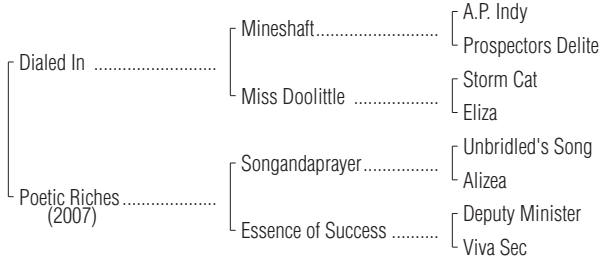 A.P. Indy
Mineshaft..............................
Prospectors Delite
Dialed In ..............................
Storm Cat
Miss Doolittle .....................
Eliza
Unbridled's Song
Songandaprayer...................
Alizea
Poetic Riches.......................
(2007)
Deputy Minister
Essence of Success ..........
Viva Sec